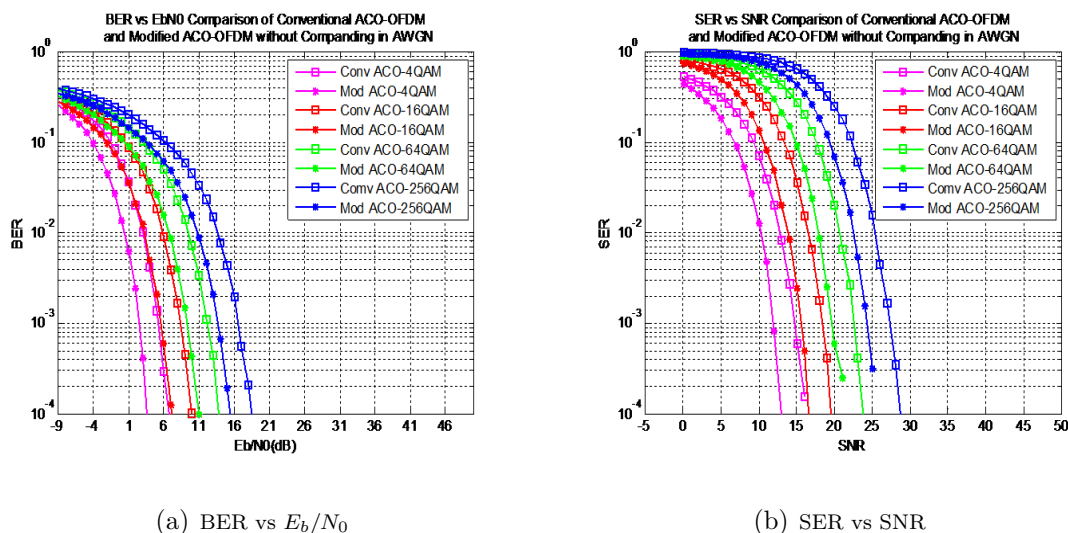 BER vs EbN0 Comparison of Conventional ACO-OFDM
and Modified ACO-OFDM without Companding in AWGN
10^0
10^-1
10^-2
10^-3
10^-4
BER
Conv ACO-4QAM
Mod ACO-4QAM
Conv ACO-16QAM
Mod ACO-16QAM
Conv ACO-64QAM
Mod ACO-64QAM
Comv ACO-256QAM
Mod ACO-256QAM
-9 -4 1 6 11 16 21 26 31 36 41 46
Eb/N0(dB)
(a) BER vs E_b/N_0
SER vs SNR Comparison of Conventional ACO-OFDM
and Modified ACO-OFDM without Companding in AWGN
10^0
10^-1
10^-2
10^-3
10^-4
SER
Conv ACO-4QAM
Mod ACO-4QAM
Conv ACO-16QAM
Mod ACO-16QAM
Conv ACO-64QAM
Mod ACO-64QAM
Comv ACO-256QAM
Mod ACO-256QAM
-5 0 5 10 15 20 25 30 35 40 45 50
SNR
(b) SER vs SNR